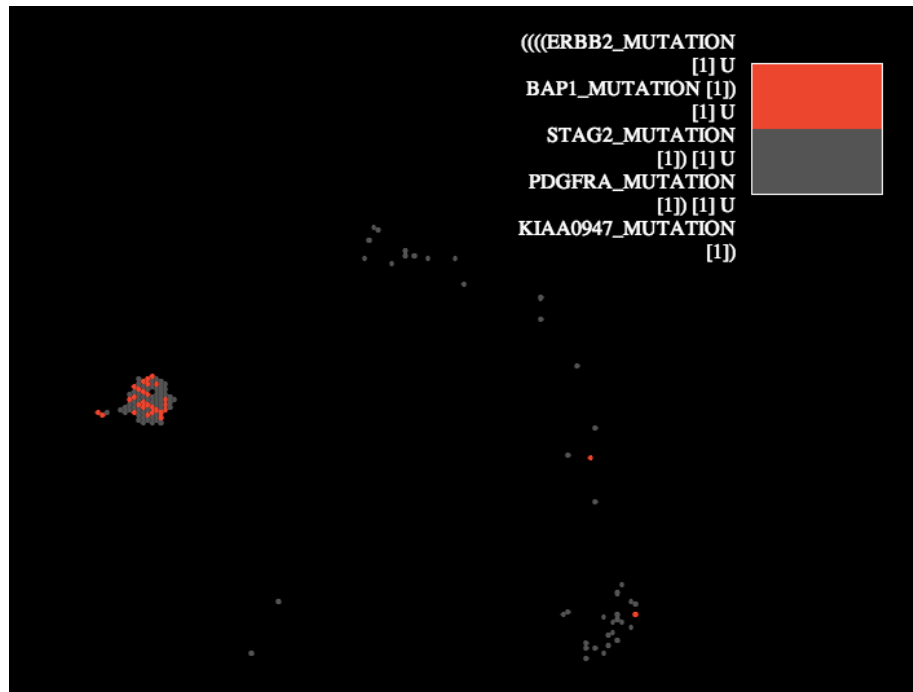 ((((ERBB2_MUTATION
[1] U
BAP1_MUTATION [1])
[1] U
STAG2_MUTATION
[1]) [1] U
PDGFRA_MUTATION
[1]) [1] U
KIAA0947_MUTATION
[1])